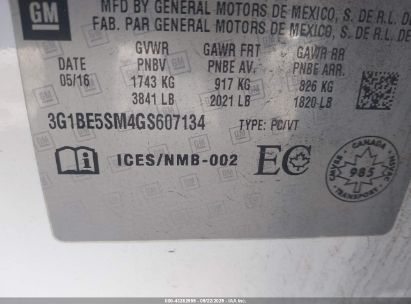 GM
MFD BY GENERAL MOTORS DE MEXICO, S. DE R.L. D
FAB. PAR GENERAL MOTORS DE MEXICO, S. DE R.L.
DATE GVWR GAWR FRT GAWR RR
PNBV PNBE AV. PNBE ARR.
05/16 1743 KG 917 KG 826 KG
3841 LB 2021 LB 1820 LB
3G1BE5SM4GS607134 TYPE: PC/VT
ICES/NMB-002 EC
CANADA
CMVSS NSVAC
985
TRANSPORT